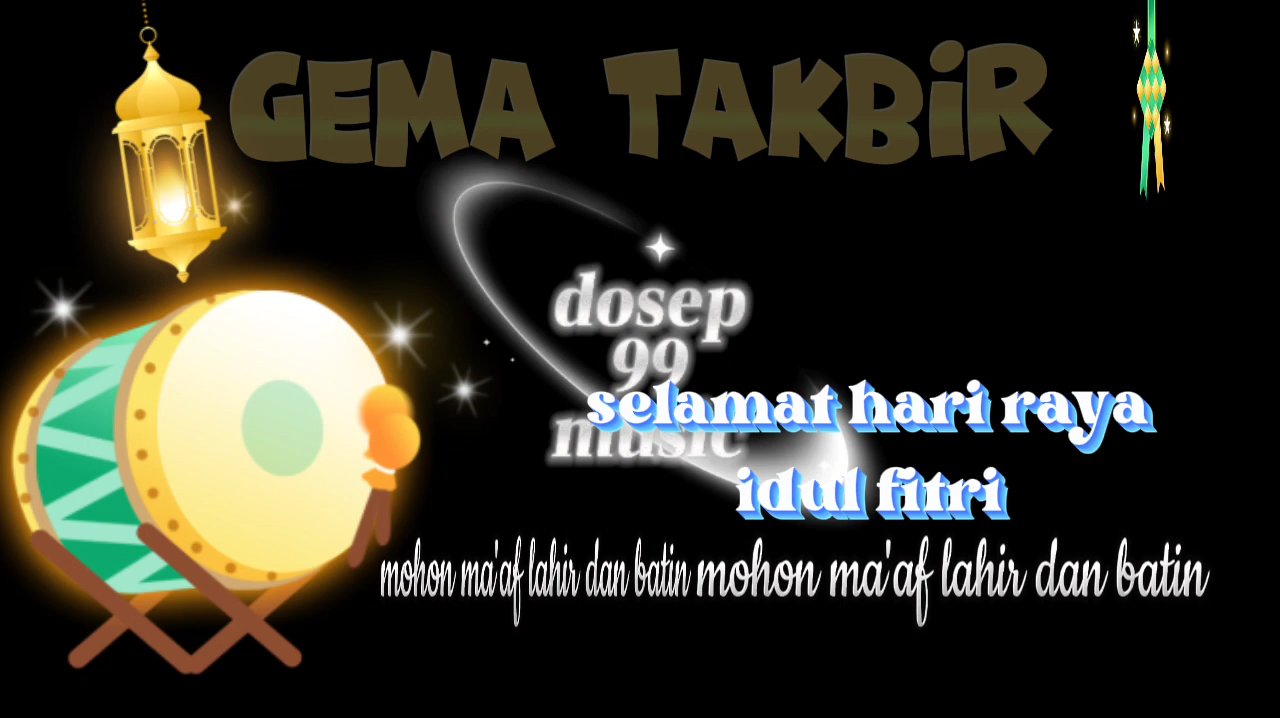 GEMA TAKBiR
dosep
99
music
selamat hari raya
idul fitri
mohon ma'af lahir dan batin mohon ma'af lahir dan batin